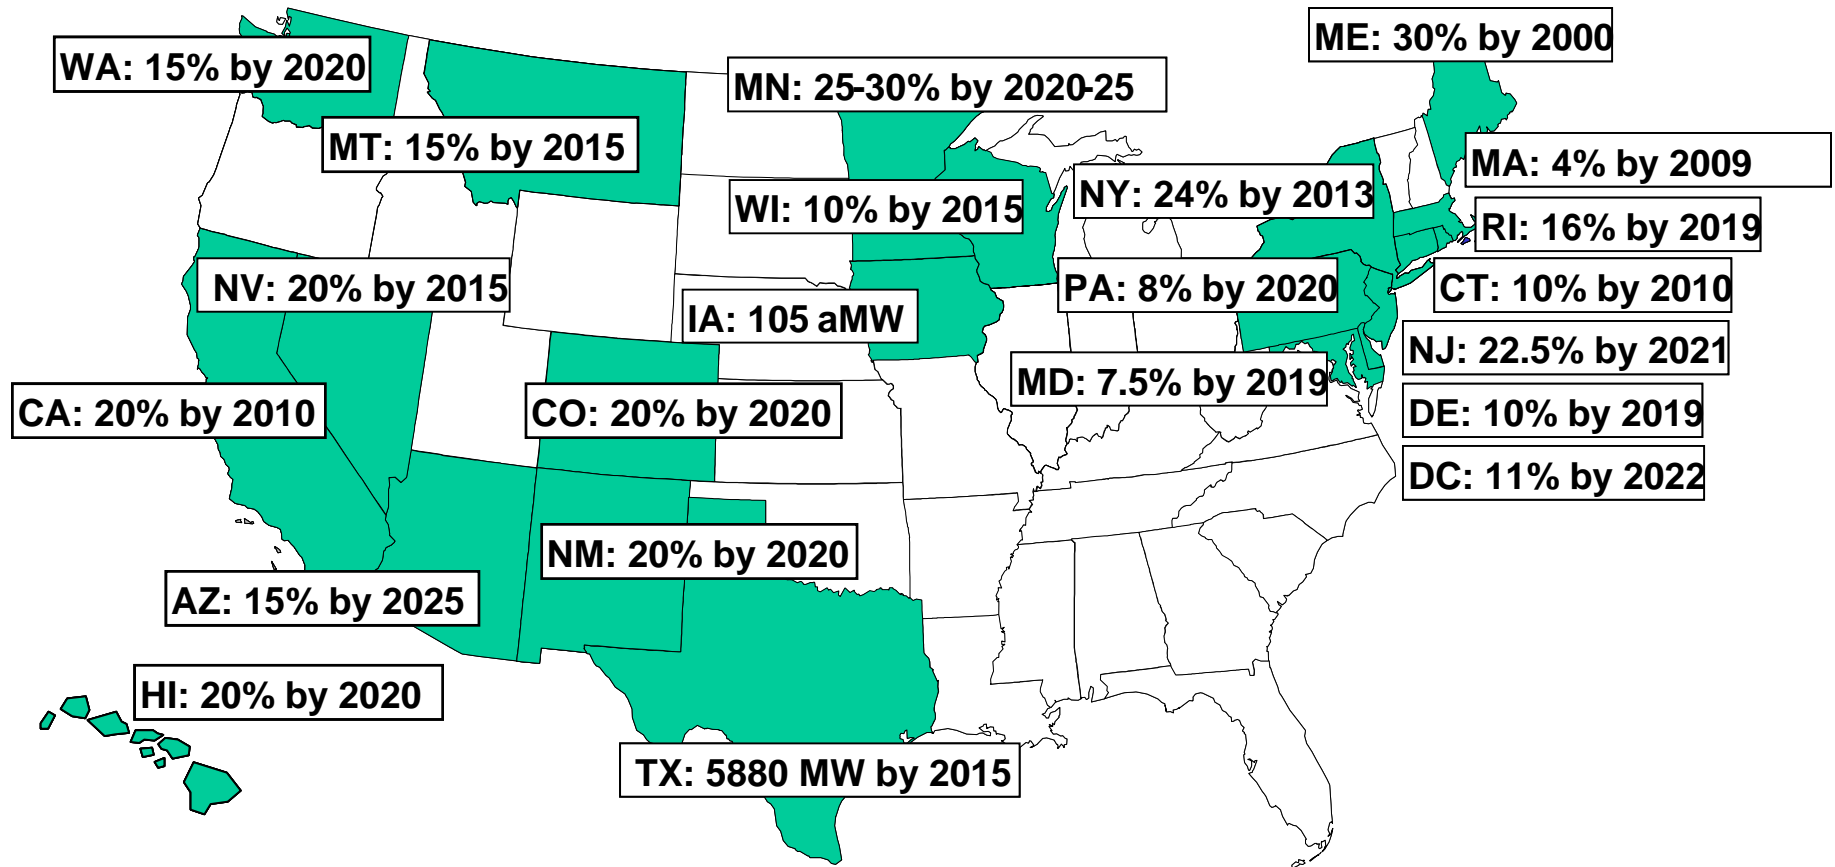 ME: 30% by 2000
WA: 15% by 2020
MN: 25-30% by 2020-25
MT: 15% by 2015
MA: 4% by 2009
WI: 10% by 2015
NY: 24% by 2013
RI: 16% by 2019
NV: 20% by 2015
PA: 8% by 2020
CT: 10% by 2010
IA: 105 aMW
NJ: 22.5% by 2021
MD: 7.5% by 2019
CA: 20% by 2010
CO: 20% by 2020
DE: 10% by 2019
DC: 11% by 2022
NM: 20% by 2020
AZ: 15% by 2025
HI: 20% by 2020
TX: 5880 MW by 2015